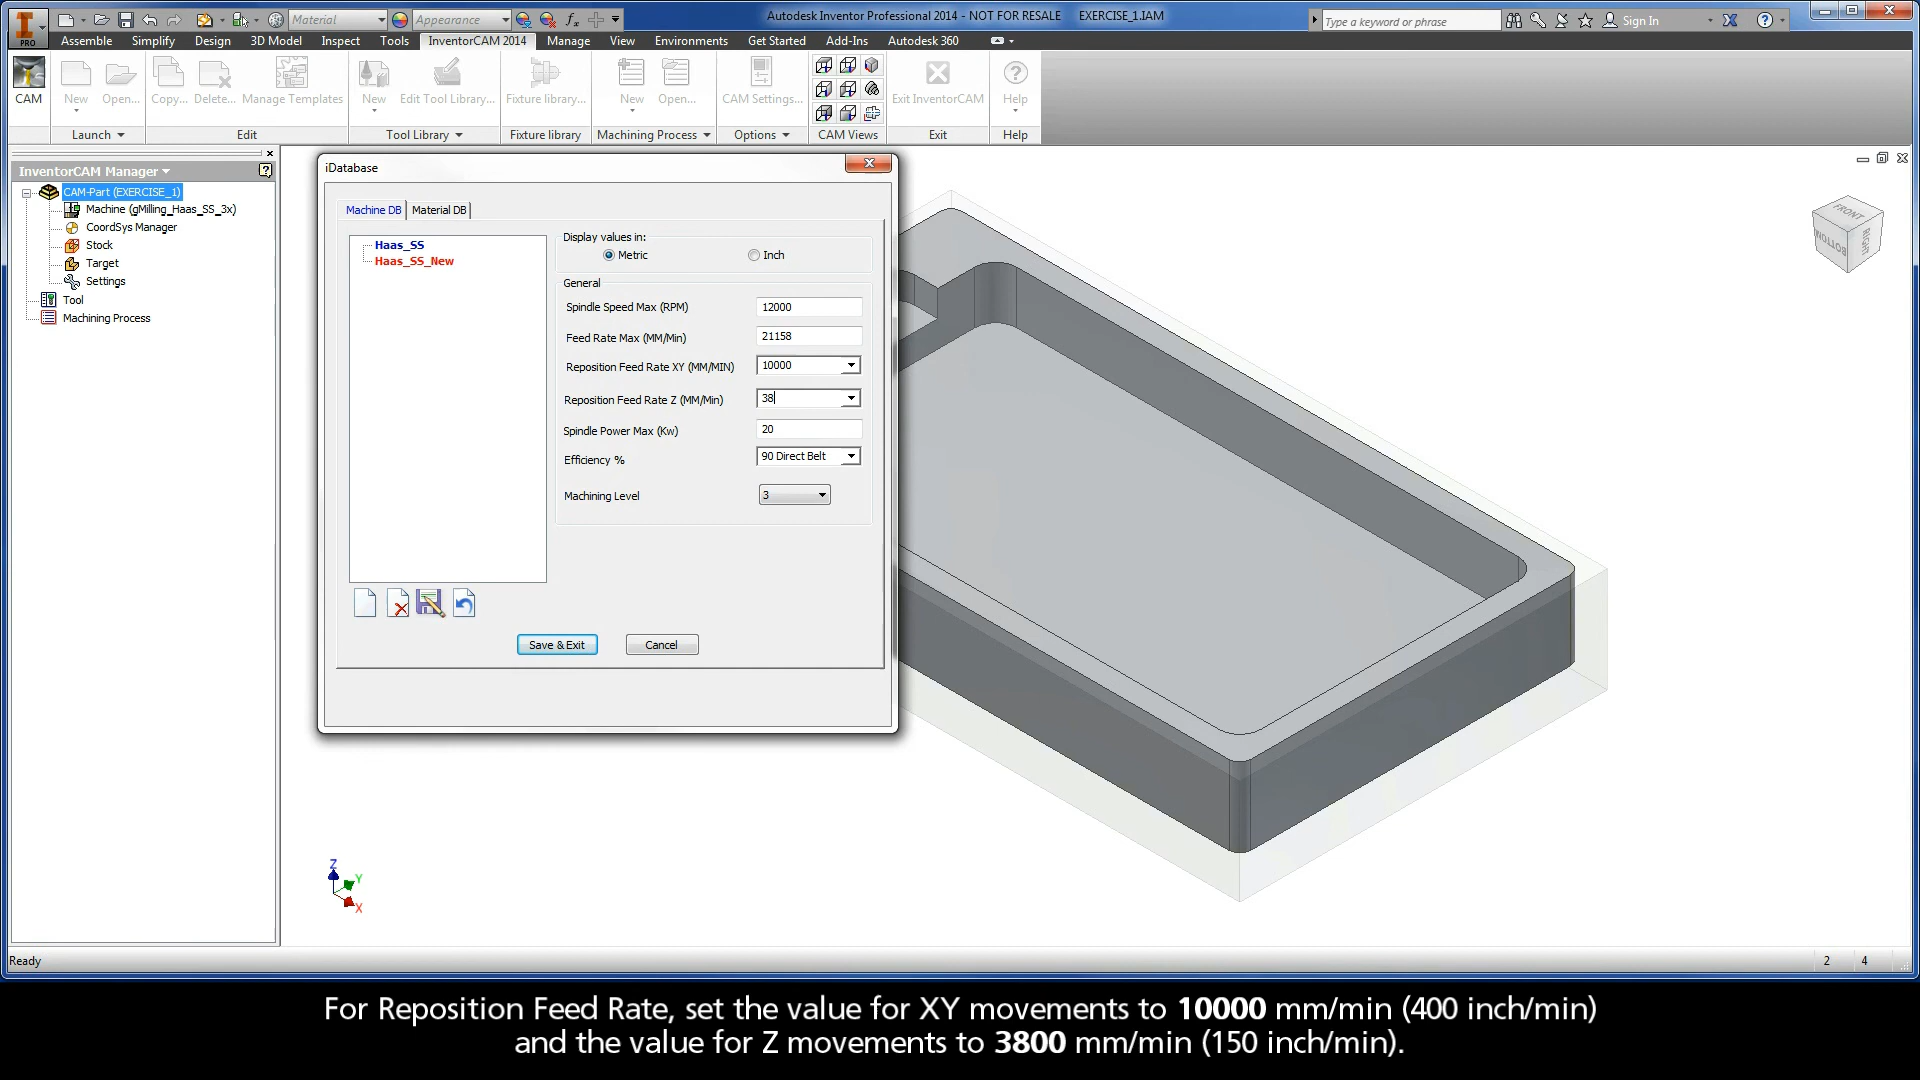 Material
Appearance
Autodesk Inventor Professional 2014 - NOT FOR RESALE EXERCISE_1.IAM
Type a keyword or phrase
Sign In
PRO
Assemble Simplify Design 3D Model Inspect Tools InventorCAM 2014 Manage View Environments Get Started Add-Ins Autodesk 360
CAM New Open... Copy... Delete... Manage Templates New Edit Tool Library... Fixture library... New Open... CAM Settings... Exit InventorCAM Help
Launch Edit Tool Library Fixture library Machining Process Options CAM Views Exit Help
InventorCAM Manager
CAM-Part (EXERCISE_1)
Machine (gMilling_Haas_SS_3x)
CoordSys Manager
Stock
Target
Settings
Tool
Machining Process
iDatabase
Machine DB Material DB
Haas_SS
Haas_SS_New
Display values in:
Metric Inch
General
Spindle Speed Max (RPM) 12000
Feed Rate Max (MM/Min) 21158
Reposition Feed Rate XY (MM/MIN) 10000
Reposition Feed Rate Z (MM/Min) 38
Spindle Power Max (Kw) 20
Efficiency % 90 Direct Belt
Machining Level 3
Save & Exit Cancel
FRONT
BOTTOM
RIGHT
Z
Y
X
Ready
2 4
For Reposition Feed Rate, set the value for XY movements to 10000 mm/min (400 inch/min)
and the value for Z movements to 3800 mm/min (150 inch/min).